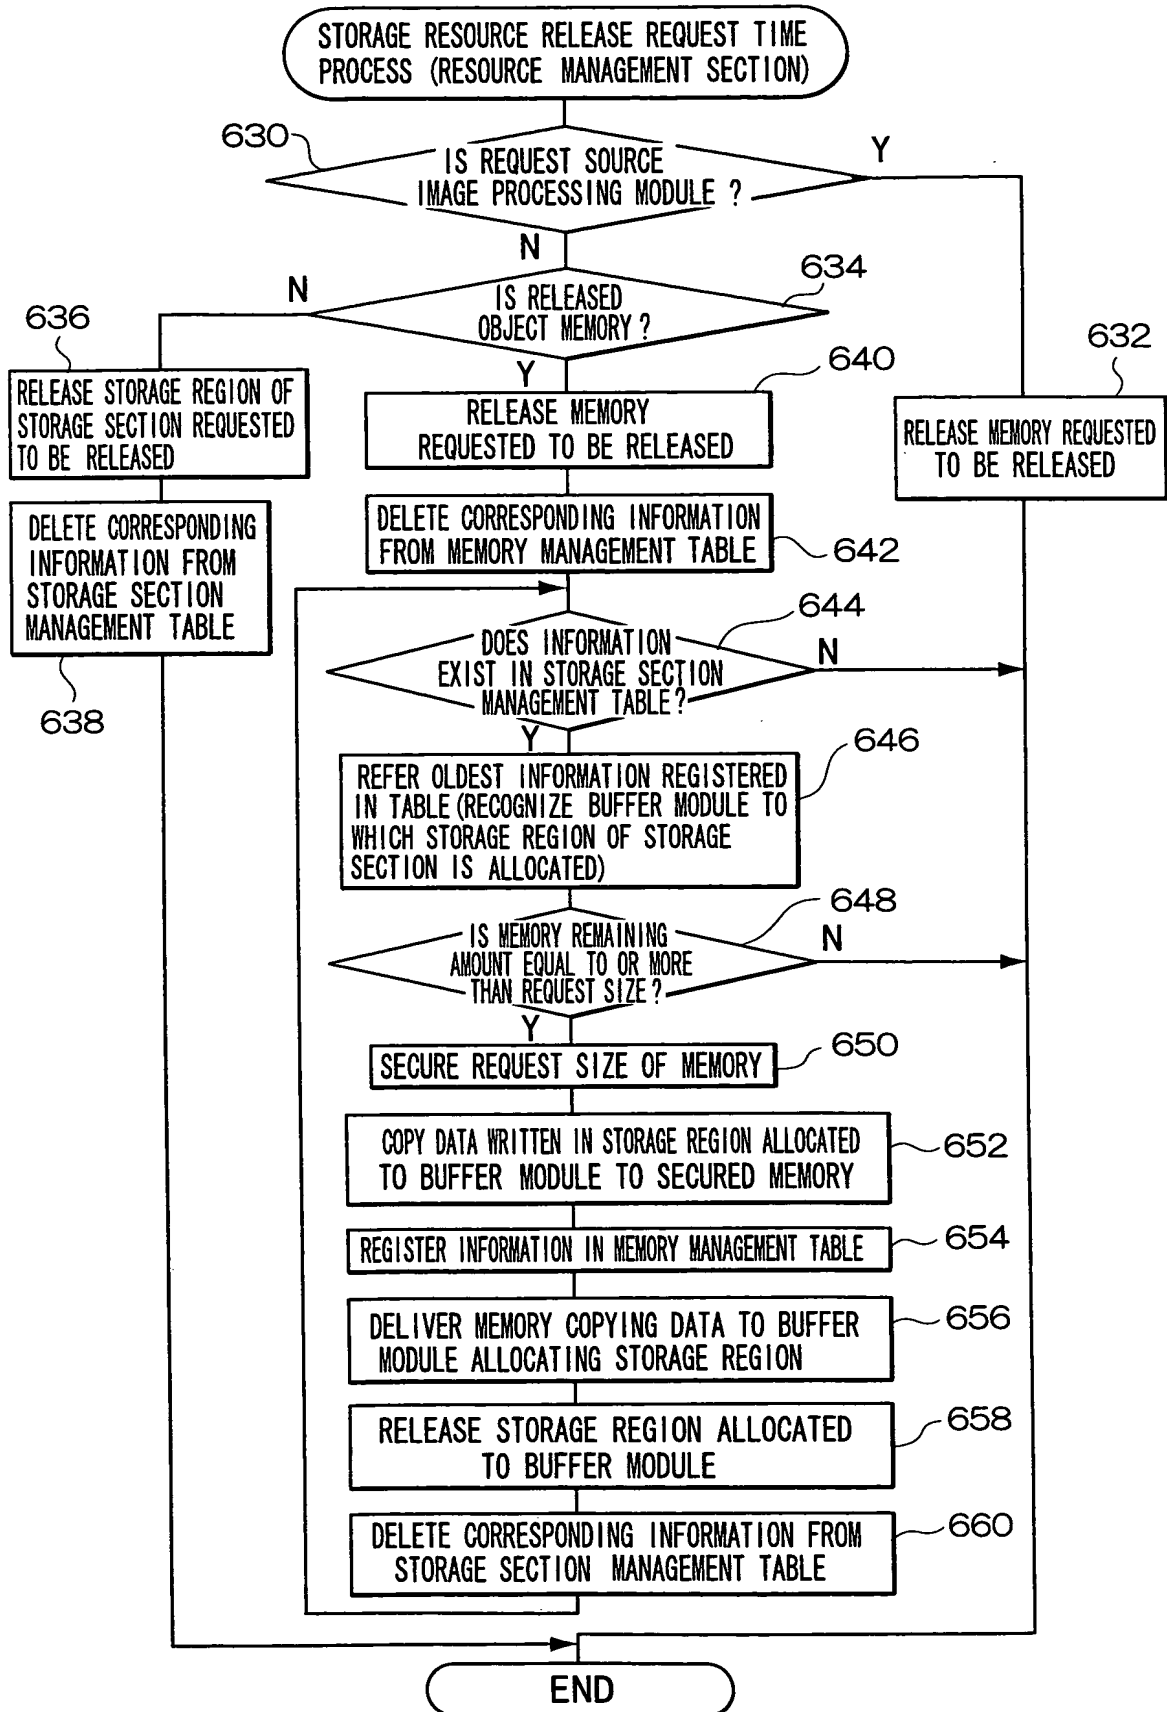 STORAGE RESOURCE RELEASE REQUEST TIME
PROCESS (RESOURCE MANAGEMENT SECTION)
630
IS REQUEST SOURCE
IMAGE PROCESSING MODULE ?
Y
N
634
N
IS RELEASED
OBJECT MEMORY ?
Y
636
RELEASE STORAGE REGION OF
STORAGE SECTION REQUESTED
TO BE RELEASED
640
RELEASE MEMORY
REQUESTED TO BE RELEASED
632
RELEASE MEMORY REQUESTED
TO BE RELEASED
DELETE CORRESPONDING
INFORMATION FROM
STORAGE SECTION
MANAGEMENT TABLE
638
DELETE CORRESPONDING INFORMATION
FROM MEMORY MANAGEMENT TABLE
642
644
DOES INFORMATION
EXIST IN STORAGE SECTION
MANAGEMENT TABLE?
N
Y
646
REFER OLDEST INFORMATION REGISTERED
IN TABLE (RECOGNIZE BUFFER MODULE TO
WHICH STORAGE REGION OF STORAGE
SECTION IS ALLOCATED)
648
IS MEMORY REMAINING
AMOUNT EQUAL TO OR MORE
THAN REQUEST SIZE ?
N
Y
650
SECURE REQUEST SIZE OF MEMORY
COPY DATA WRITTEN IN STORAGE REGION ALLOCATED
TO BUFFER MODULE TO SECURED MEMORY
652
REGISTER INFORMATION IN MEMORY MANAGEMENT TABLE
654
DELIVER MEMORY COPYING DATA TO BUFFER
MODULE ALLOCATING STORAGE REGION
656
RELEASE STORAGE REGION ALLOCATED
TO BUFFER MODULE
658
DELETE CORRESPONDING INFORMATION FROM
STORAGE SECTION MANAGEMENT TABLE
660
END